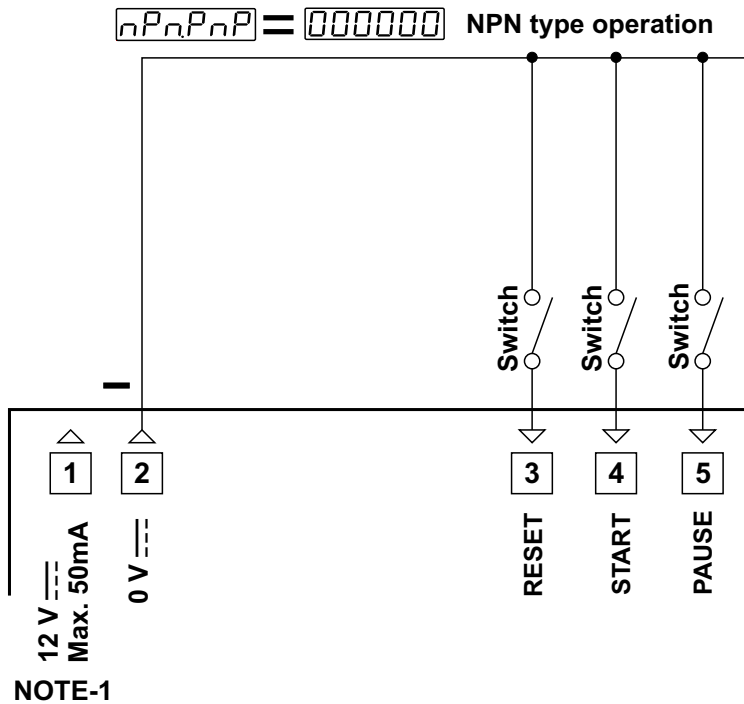 nPn.PnP = 000000 NPN type operation
Switch
Switch
Switch
1
2
3
4
5
12 V
Max. 50mA
0 V
RESET
START
PAUSE
NOTE-1